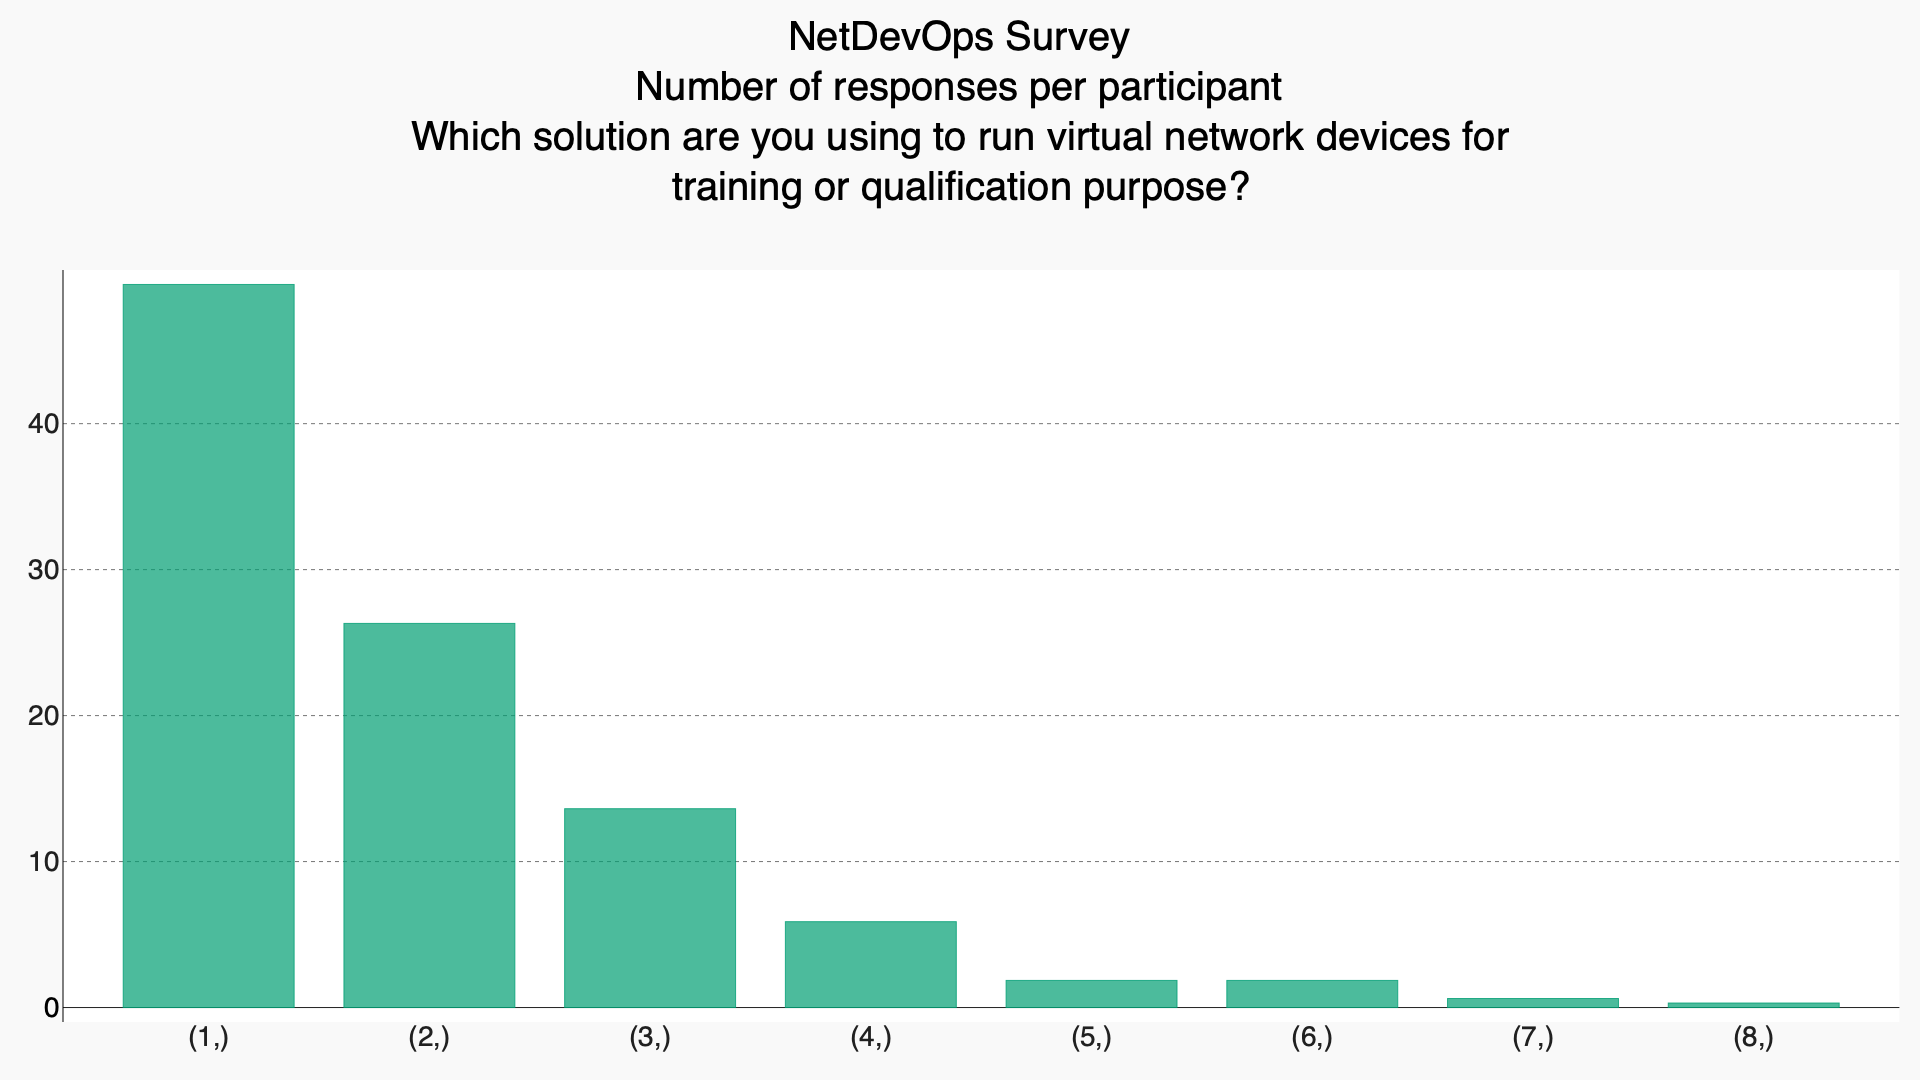 NetDevOps Survey
Number of responses per participant
Which solution are you using to run virtual network devices for
training or qualification purpose?
40
30
20
10
0
(1,) (2,) (3,) (4,) (5,) (6,) (7,) (8,)